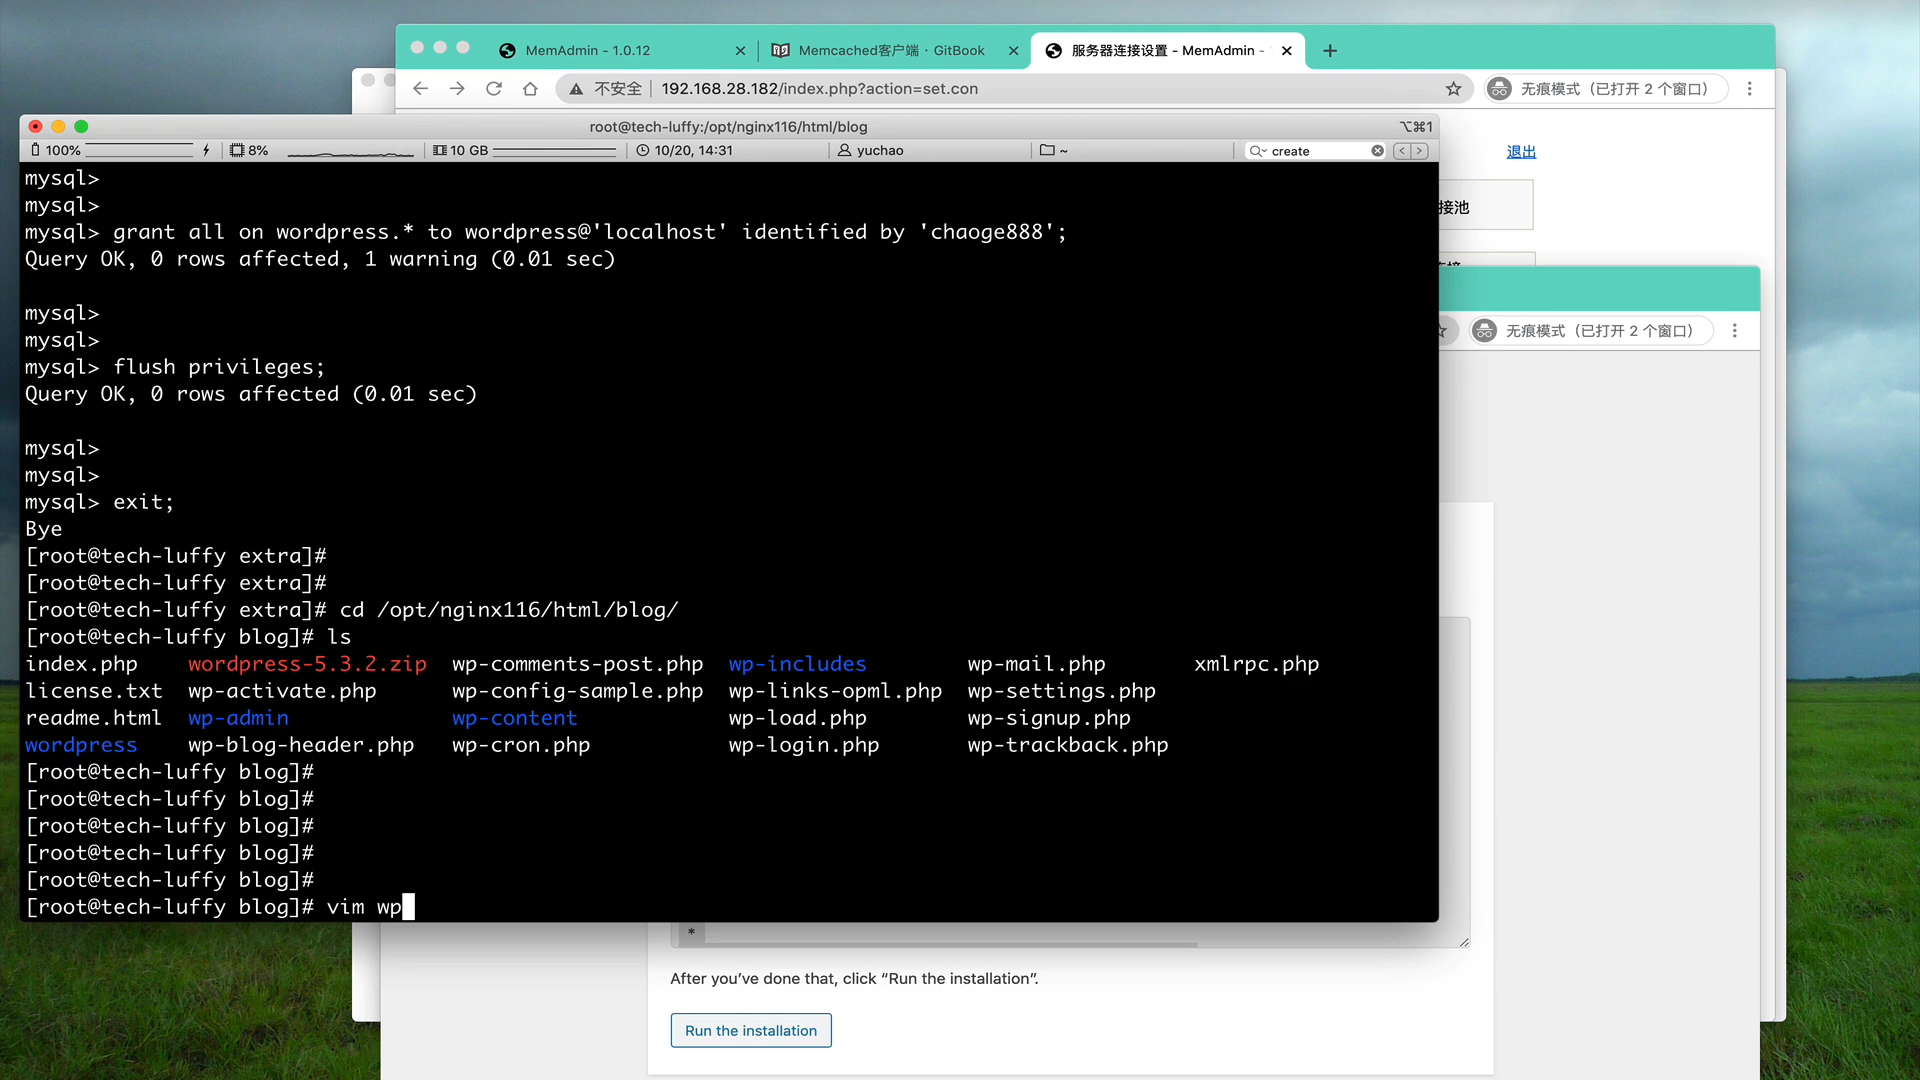 MemAdmin - 1.0.12
Memcached客户端 · GitBook
服务器连接设置 - MemAdmin -
不安全
192.168.28.182/index.php?action=set.con
无痕模式（已打开 2 个窗口）
root@tech-luffy:/opt/nginx116/html/blog
⌥⌘1
100%
8%
10 GB
10/20, 14:31
yuchao
~
create
退出
接池
无痕模式（已打开 2 个窗口）
mysql>
mysql>
mysql> grant all on wordpress.* to wordpress@'localhost' identified by 'chaoge888';
Query OK, 0 rows affected, 1 warning (0.01 sec)
mysql>
mysql>
mysql> flush privileges;
Query OK, 0 rows affected (0.01 sec)
mysql>
mysql>
mysql> exit;
Bye
[root@tech-luffy extra]#
[root@tech-luffy extra]#
[root@tech-luffy extra]# cd /opt/nginx116/html/blog/
[root@tech-luffy blog]# ls
index.php wordpress-5.3.2.zip wp-comments-post.php wp-includes wp-mail.php xmlrpc.php
license.txt wp-activate.php wp-config-sample.php wp-links-opml.php wp-settings.php
readme.html wp-admin wp-content wp-load.php wp-signup.php
wordpress wp-blog-header.php wp-cron.php wp-login.php wp-trackback.php
[root@tech-luffy blog]#
[root@tech-luffy blog]#
[root@tech-luffy blog]#
[root@tech-luffy blog]#
[root@tech-luffy blog]#
[root@tech-luffy blog]# vim wp
*
After you’ve done that, click “Run the installation”.
Run the installation